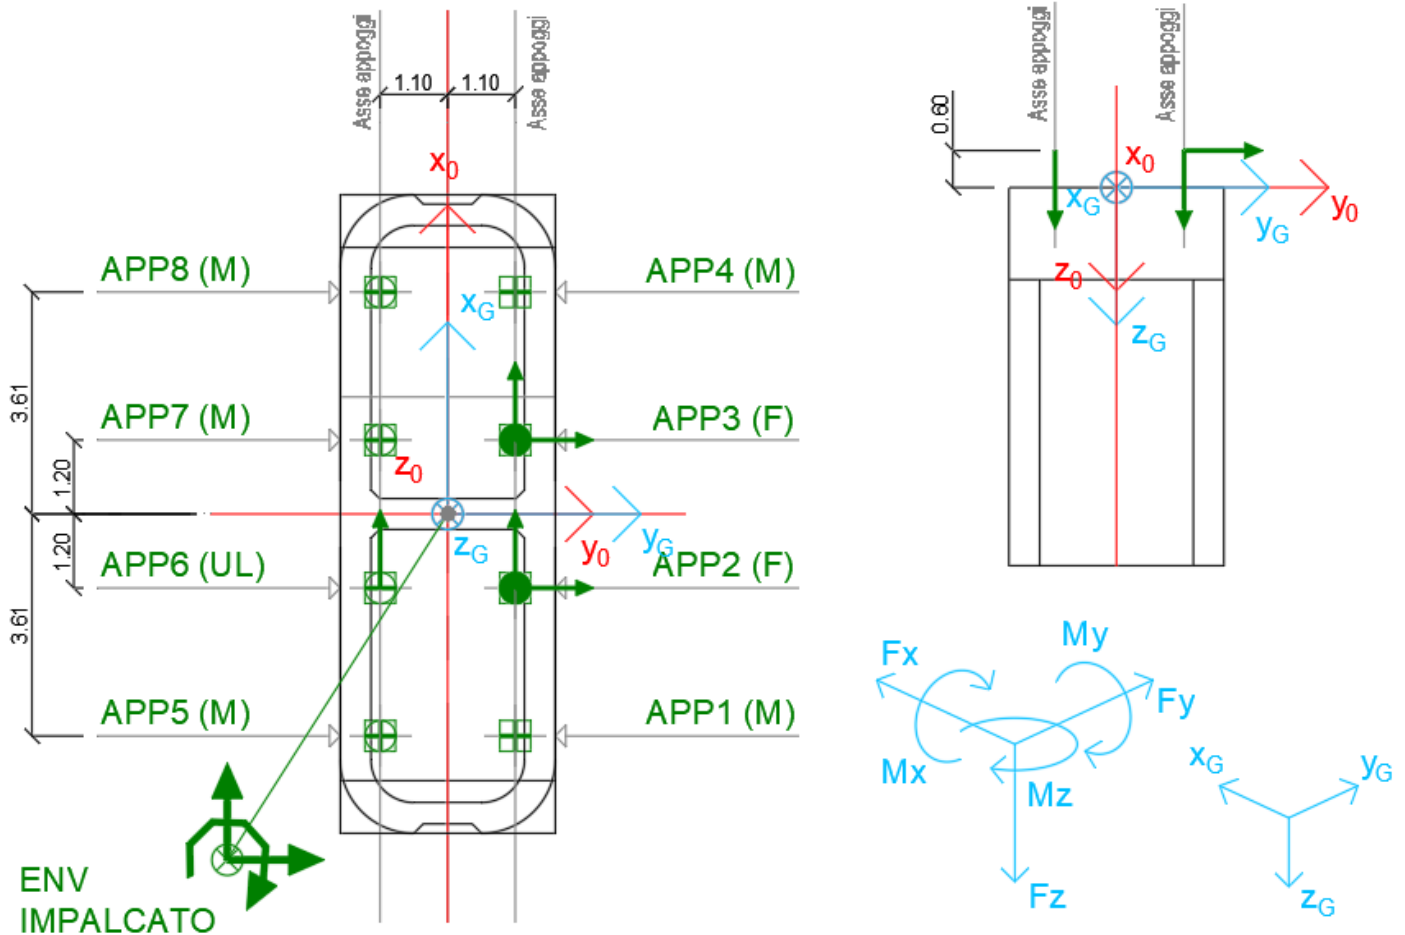 Asse appoggi
Asse appoggi
1.10
1.10
x0
APP8 (M)
APP4 (M)
xG
3.61
APP7 (M)
APP3 (F)
z0
1.20
zG
y0
yG
1.20
APP6 (UL)
APP2 (F)
3.61
APP5 (M)
APP1 (M)
ENV
IMPALCATO
Asse appoggi
Asse appoggi
0.60
x0
xG
yG
y0
z0
zG
My
Fx
Fy
Mx
Mz
Fz
xG
yG
zG